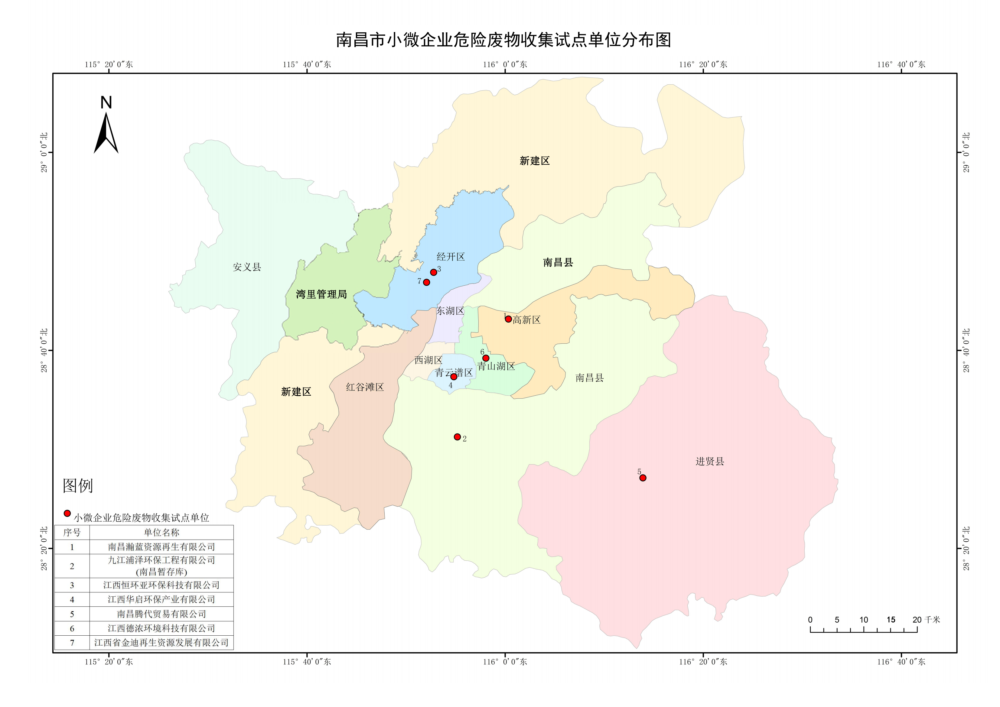 南昌市小微企业危险废物收集试点单位分布图
115° 20'0"东
115° 40'0"东
116° 0'0"东
116° 20'0"东
116° 40'0"东
N
29° 0'0"北
29° 0'0"北
新建区
经开区
3
7
南昌县
安义县
湾里管理局
东湖区
1
高新区
28° 40'0"北
28° 40'0"北
6
西湖区
青山湖区
青云谱区
4
南昌县
红谷滩区
新建区
2
进贤县
5
图例
小微企业危险废物收集试点单位
序号 单位名称
1 南昌瀚蓝资源再生有限公司
2 九江浦泽环保工程有限公司
(南昌暂存库)
3 江西恒环亚环保科技有限公司
4 江西华启环保产业有限公司
5 南昌腾代贸易有限公司
6 江西德浓环境科技有限公司
7 江西省金迪再生资源发展有限公司
28° 20'0"北
28° 20'0"北
0 5 10 15 20 千米
115° 20'0"东
115° 40'0"东
116° 0'0"东
116° 20'0"东
116° 40'0"东